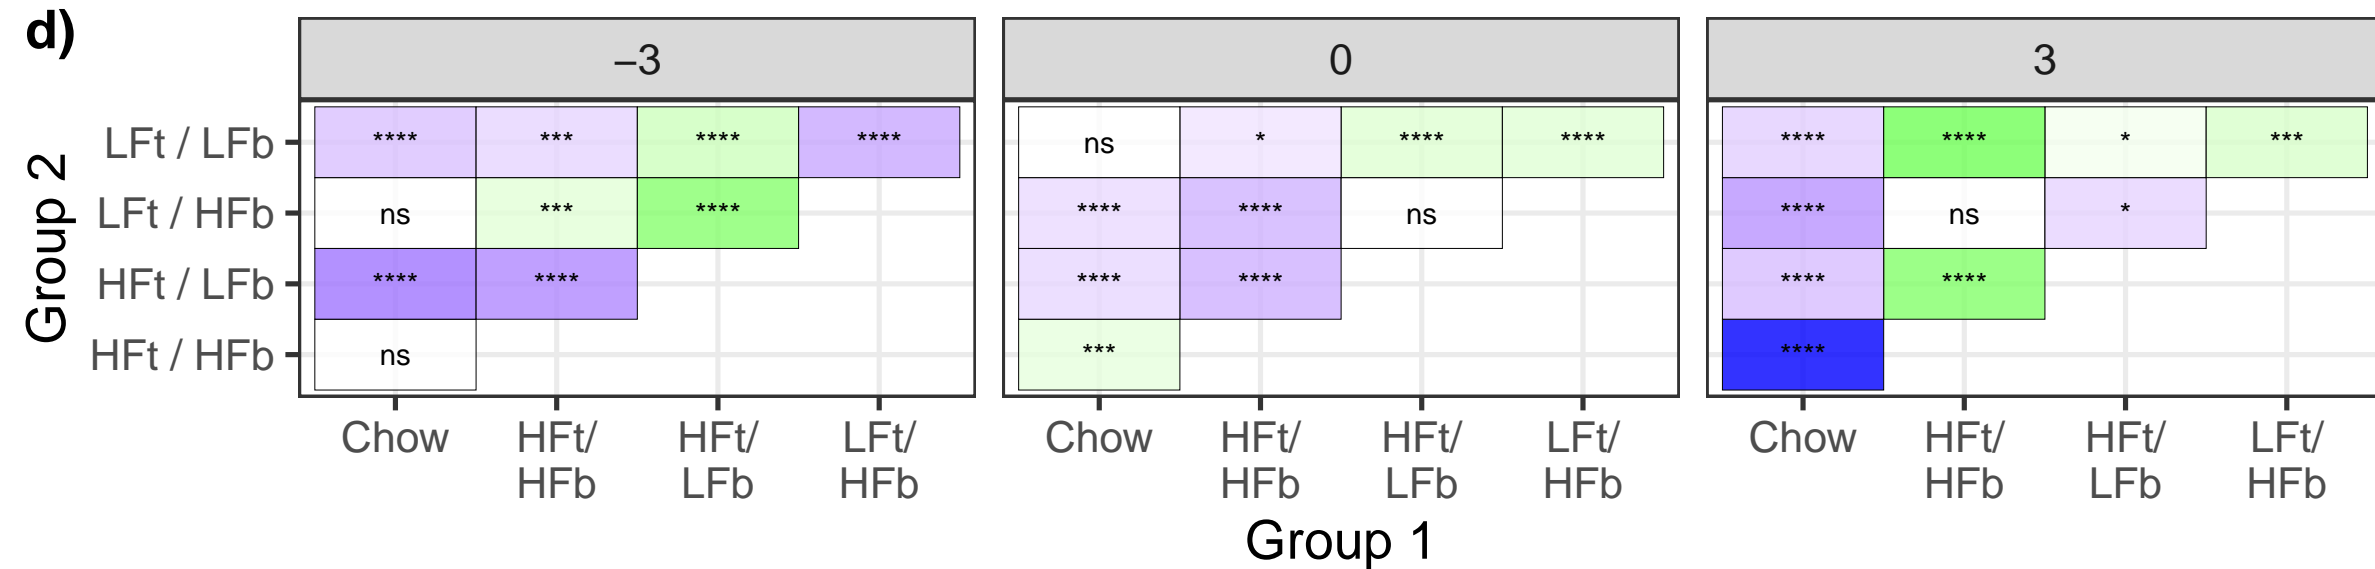 d)
−3 0 3
LFt / LFb **** *** **** **** ns * **** **** **** **** * ***
LFt / HFb ns *** **** **** **** ns **** ns *
HFt / LFb **** **** **** **** **** ****
HFt / HFb ns *** ****
Group 2
Chow HFt/ HFt/ LFt/ Chow HFt/ HFt/ LFt/ Chow HFt/ HFt/ LFt/
HFb LFb HFb HFb LFb HFb HFb LFb HFb
Group 1